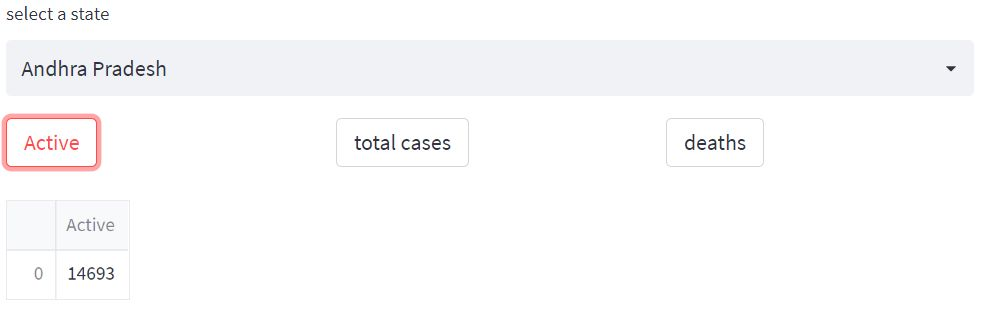 select a state
Andhra Pradesh
Active total cases deaths
Active
0 14693